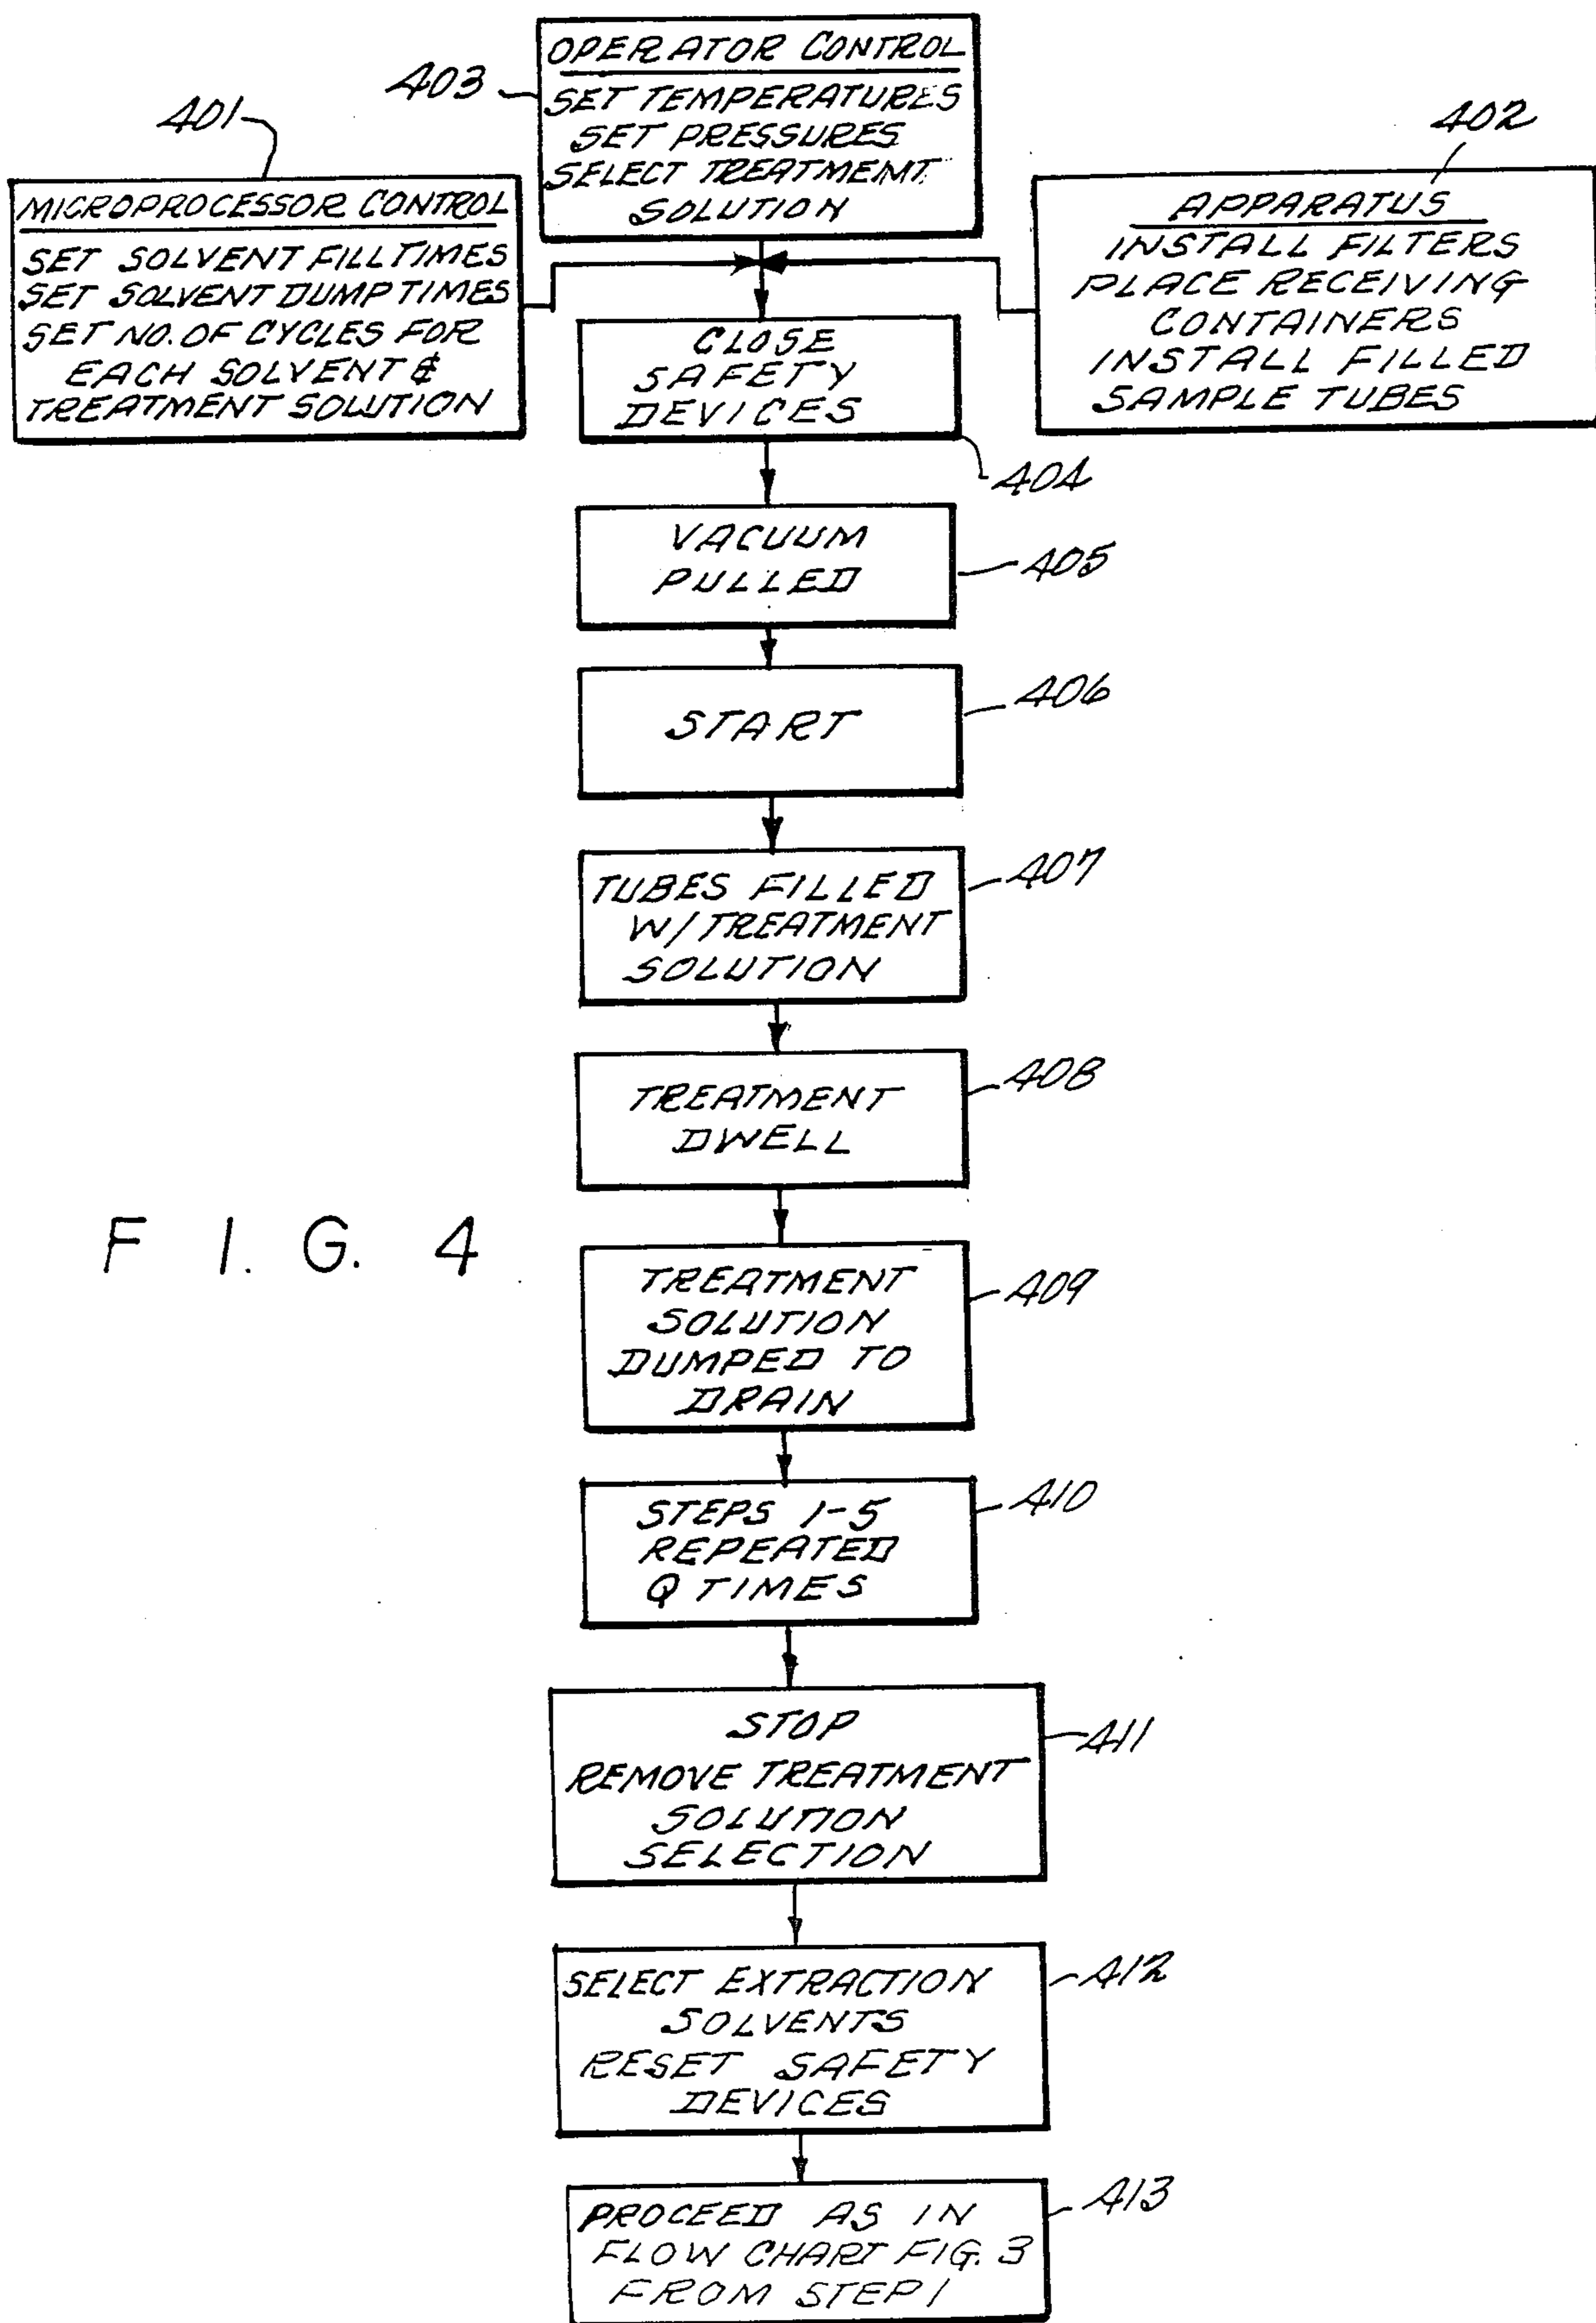 403
OPERATOR CONTROL
SET TEMPERATURES
SET PRESSURES
SELECT TREATMEMT
SOLUTION
401
MICROPROCESSOR CONTROL
SET SOLVENT FILL TIMES
SET SOLVENT DUMP TIMES
SET NO. OF CYCLES FOR
EACH SOLVENT &
TREATMENT SOLUTION
402
APPARATUS
INSTALL FILTERS
PLACE RECEIVING
CONTAINERS
INSTALL FILLED
SAMPLE TUBES
CLOSE
SAFETY
DEVICES
404
VACUUM
PULLED
405
START
406
TUBES FILLED
W/TREATMENT
SOLUTION
407
TREATMENT
DWELL
408
FIG. 4
TREATMENT
SOLUTION
DUMPED TO
DRAIN
409
STEPS 1-5
REPEATED
Q TIMES
410
STOP
REMOVE TREATMENT
SOLUTION
SELECTION
411
SELECT EXTRACTION
SOLVENTS
RESET SAFETY
DEVICES
412
PROCEED AS IN
FLOW CHART FIG. 3
FROM STEP 1
413